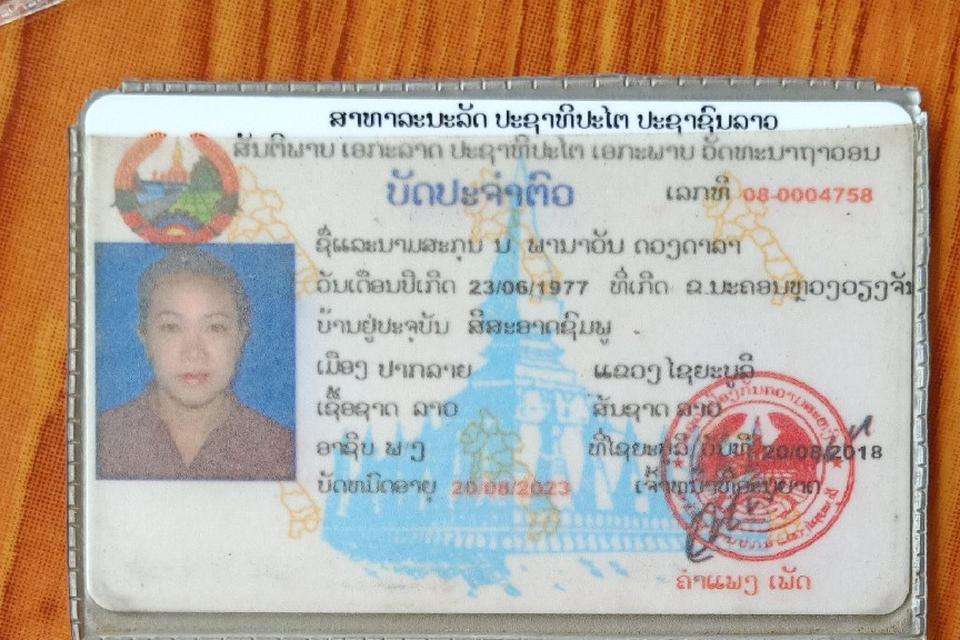 ສາທາລະນະລັດ ປະຊາທິປະໄຕ ປະຊາຊົນລາວ
ສັນຕິພາບ ເອກະລາດ ປະຊາທິປະໄຕ ເອກະພາບ ວັດທະນາຖາວອນ
ບັດປະຈຳຕົວ
ເລກທີ 08-0004758
ຊື່ແລະນາມສະກຸນ ນ. ພານາວັນ ດວງດາລາ
ວັນເດືອນປີເກີດ 23/06/1977 ທີ່ເກີດ ຂ.ນະຄອນຫຼວງວຽງຈັນ
ບ້ານຢູ່ປະຈຸບັນ ສີສະອາດຊົມພູ
ເມືອງ ປາກລາຍ ແຂວງ ໄຊຍະບູລີ
ເຊື້ອຊາດ ລາວ ສັນຊາດ ລາວ
ອາຊີບ ພ/ງ ທີ່ໄຊຍະບູລີ ວັນທີ 20/08/2018
ບັດຫມົດອາຍຸ 20/08/2023 ເຈົ້າຫນ້າທີ່ອະນຸຍາດ
ຄຳແພງ ເພັດ